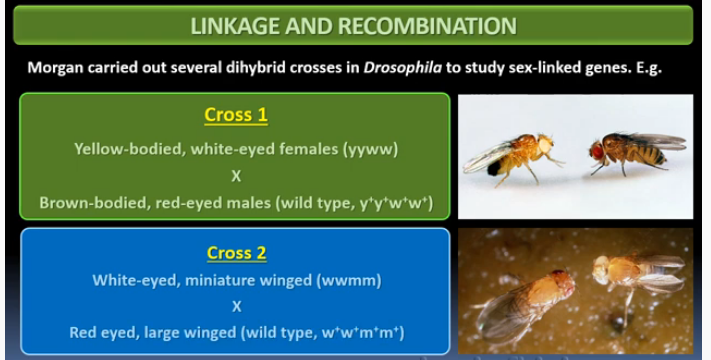 LINKAGE AND RECOMBINATION
Morgan carried out several dihybrid crosses in Drosophila to study sex-linked genes. E.g.
Cross 1
Yellow-bodied, white-eyed females (yyww)
X
Brown-bodied, red-eyed males (wild type, y⁺y⁺w⁺w⁺)
Cross 2
White-eyed, miniature winged (wwmm)
X
Red eyed, large winged (wild type, w⁺w⁺m⁺m⁺)